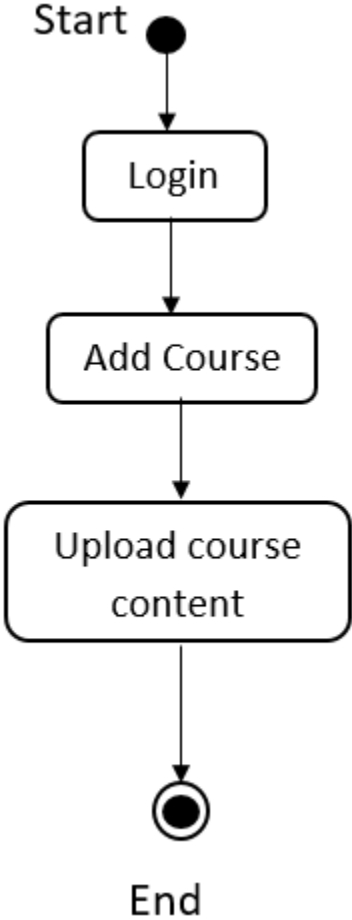 Start
Login
Add Course
Upload course
content
End